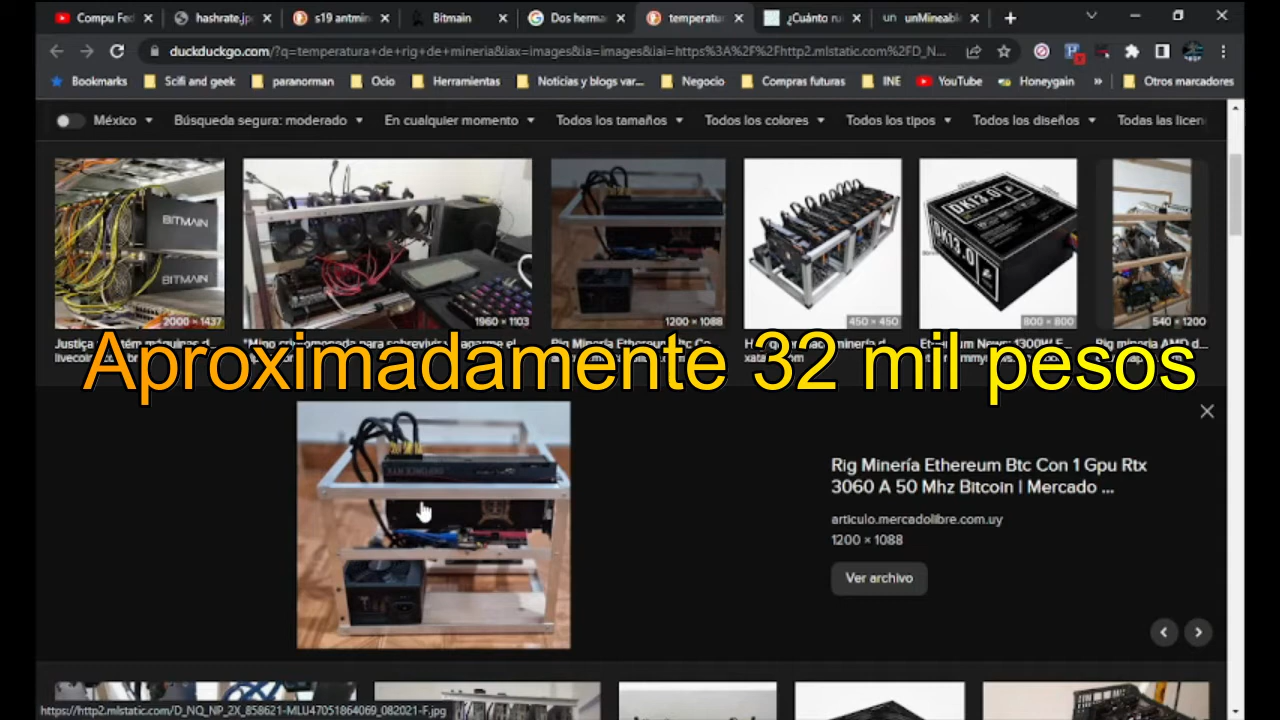 Compu Fed
hashrate.jp
s19 antmin
Bitmain
Dos herma
temperatu
¿Cuánto ru
un unMineabl
duckduckgo.com/?q=temperatura+de+rig+de+mineria&iax=images&ia=images&iai=https%3A%2F%2Fhttp2.mlstatic.com%2FD_N...
Bookmarks
Scifi and geek
paranorman
Ocio
Herramientas
Noticias y blogs var...
Negocio
Compras futuras
INE
YouTube
Honeygain
»
Otros marcadores
México
Búsqueda segura: moderado
En cualquier momento
Todos los tamaños
Todos los colores
Todos los tipos
Todos los diseños
Todas las licen
BITMAIN
BITMAIN
2000 × 1437
1960 × 1103
1200 × 1088
450 × 450
DK13.0
DK13.0
800 × 800
540 × 1200
Aproximadamente 32 mil pesos
Rig Minería Ethereum Btc Con 1 Gpu Rtx
3060 A 50 Mhz Bitcoin | Mercado ...
articulo.mercadolibre.com.uy
1200 × 1088
Ver archivo
https://http2.mlstatic.com/D_NQ_NP_2X_858621-MLU47051864069_082021-F.jpg